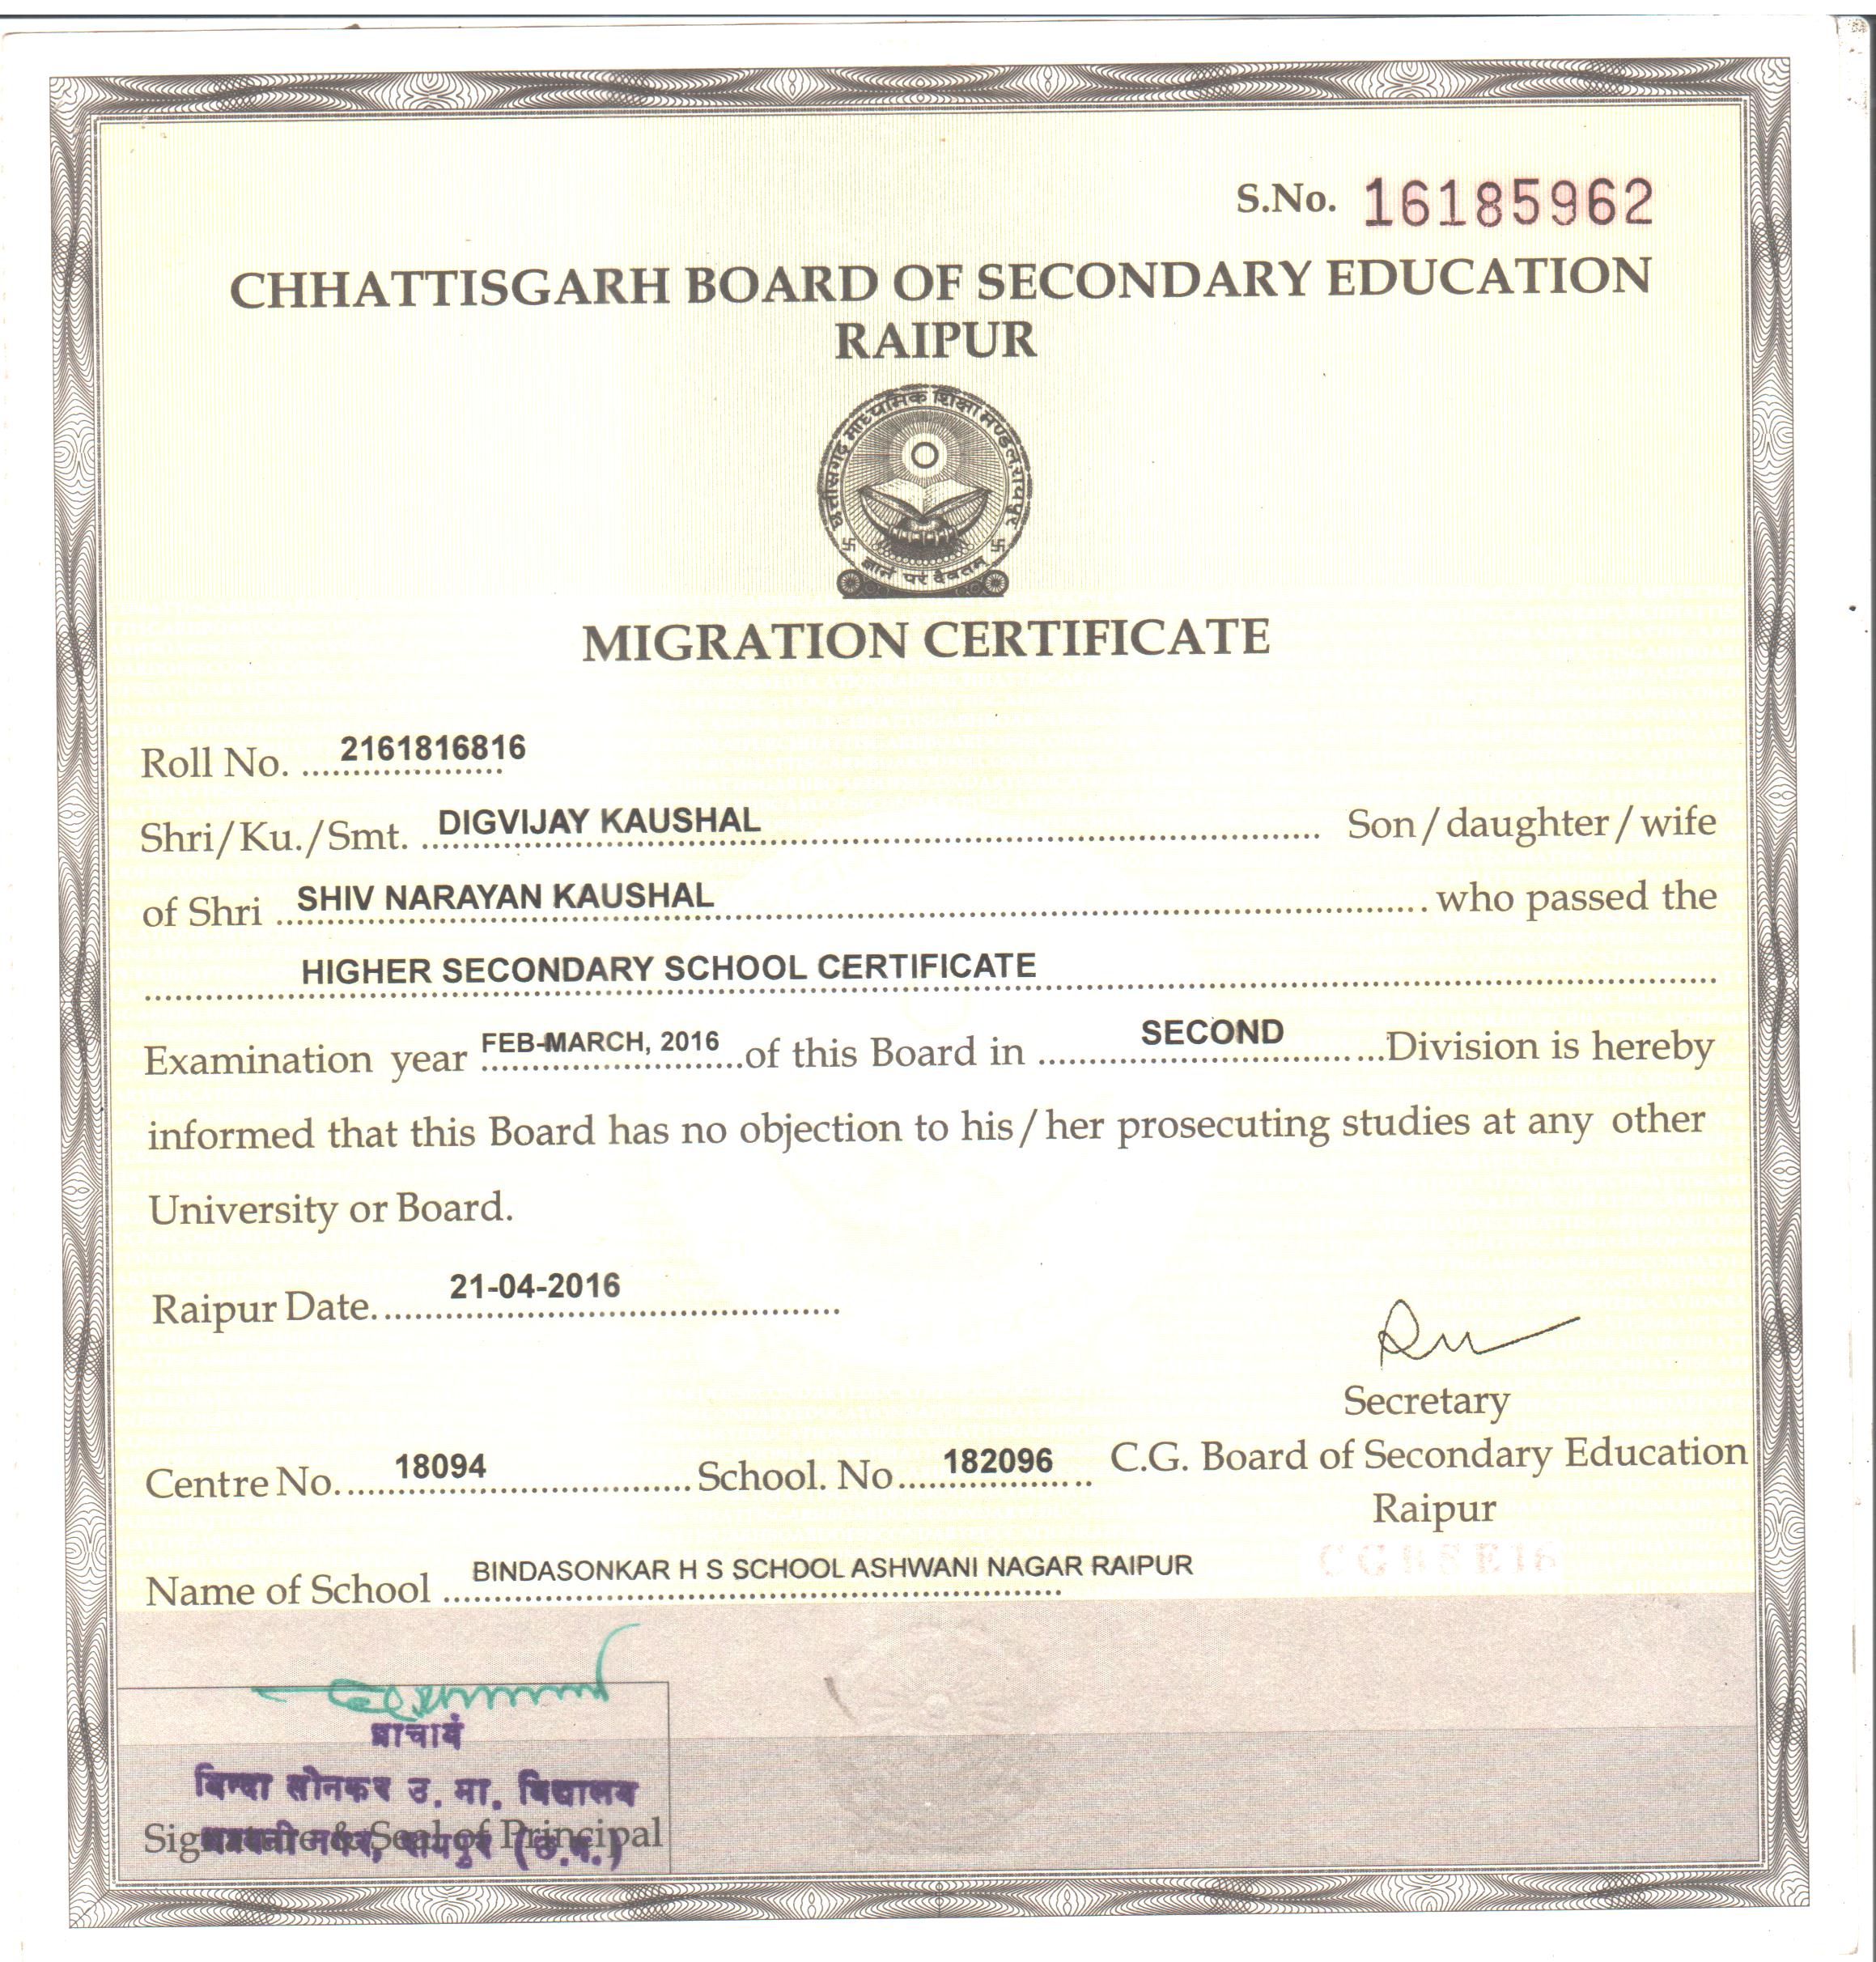 S.No. 16185962
CHHATTISGARH BOARD OF SECONDARY EDUCATION
RAIPUR
छत्तीसगढ़ माध्यमिक शिक्षा मण्डल रायपुर
ज्ञानं परं दैवतम्
MIGRATION CERTIFICATE
Roll No. 2161816816
Shri/Ku./Smt. DIGVIJAY KAUSHAL Son/daughter/wife
of Shri SHIV NARAYAN KAUSHAL who passed the
HIGHER SECONDARY SCHOOL CERTIFICATE
Examination year FEB-MARCH, 2016 of this Board in SECOND Division is hereby
informed that this Board has no objection to his/her prosecuting studies at any other
University or Board.
Raipur Date. 21-04-2016
Secretary
Centre No. 18094 School. No 182096 C.G. Board of Secondary Education
Raipur
Name of School BINDASONKAR H S SCHOOL ASHWANI NAGAR RAIPUR
CGBSE16
प्राचार्य
बिन्दा सोनकर उ. मा. विद्यालय
Signature & Seal of Principal
नगर, रायपुर (छ.ग.)